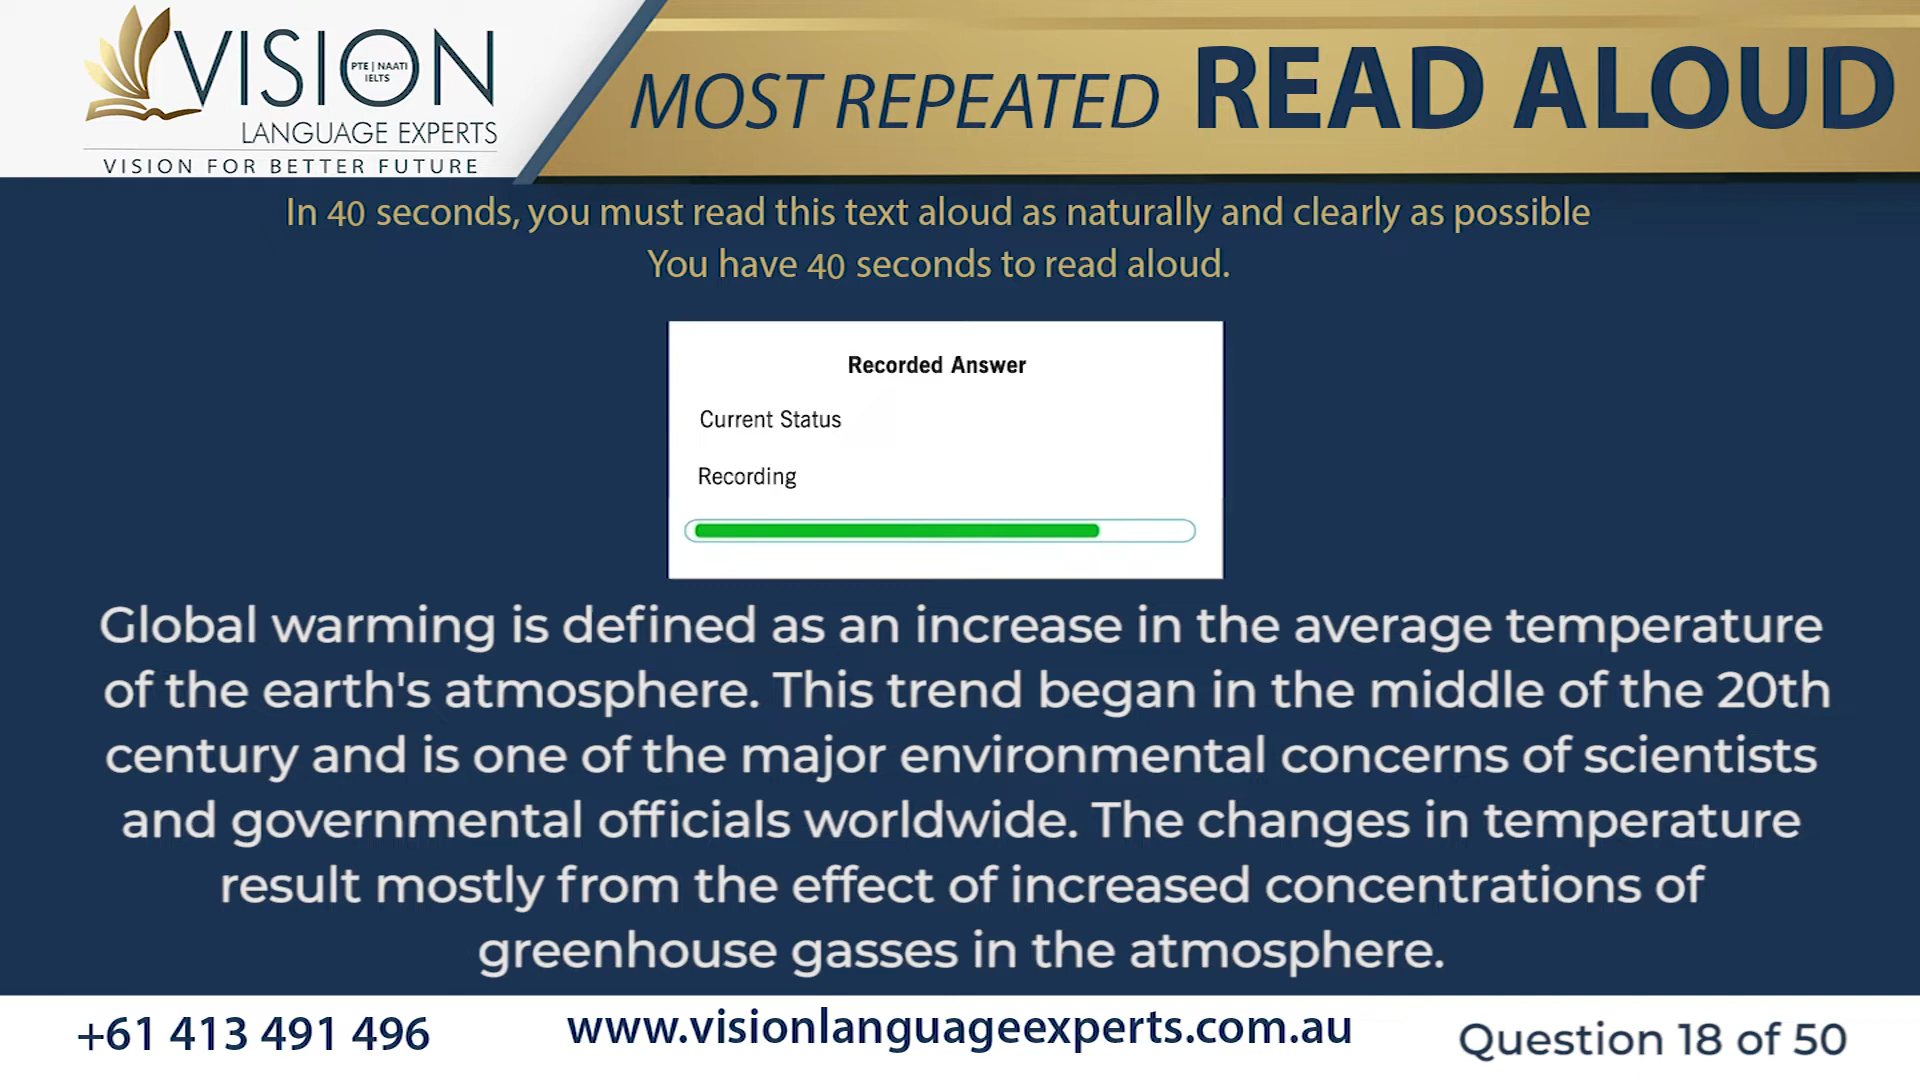 VISION
PTE | NAATI
IELTS
LANGUAGE EXPERTS
VISION FOR BETTER FUTURE
MOST REPEATED READ ALOUD
In 40 seconds, you must read this text aloud as naturally and clearly as possible
You have 40 seconds to read aloud.
Recorded Answer
Current Status
Recording
Global warming is defined as an increase in the average temperature
of the earth's atmosphere. This trend began in the middle of the 20th
century and is one of the major environmental concerns of scientists
and governmental officials worldwide. The changes in temperature
result mostly from the effect of increased concentrations of
greenhouse gasses in the atmosphere.
+61 413 491 496
www.visionlanguageexperts.com.au
Question 18 of 50